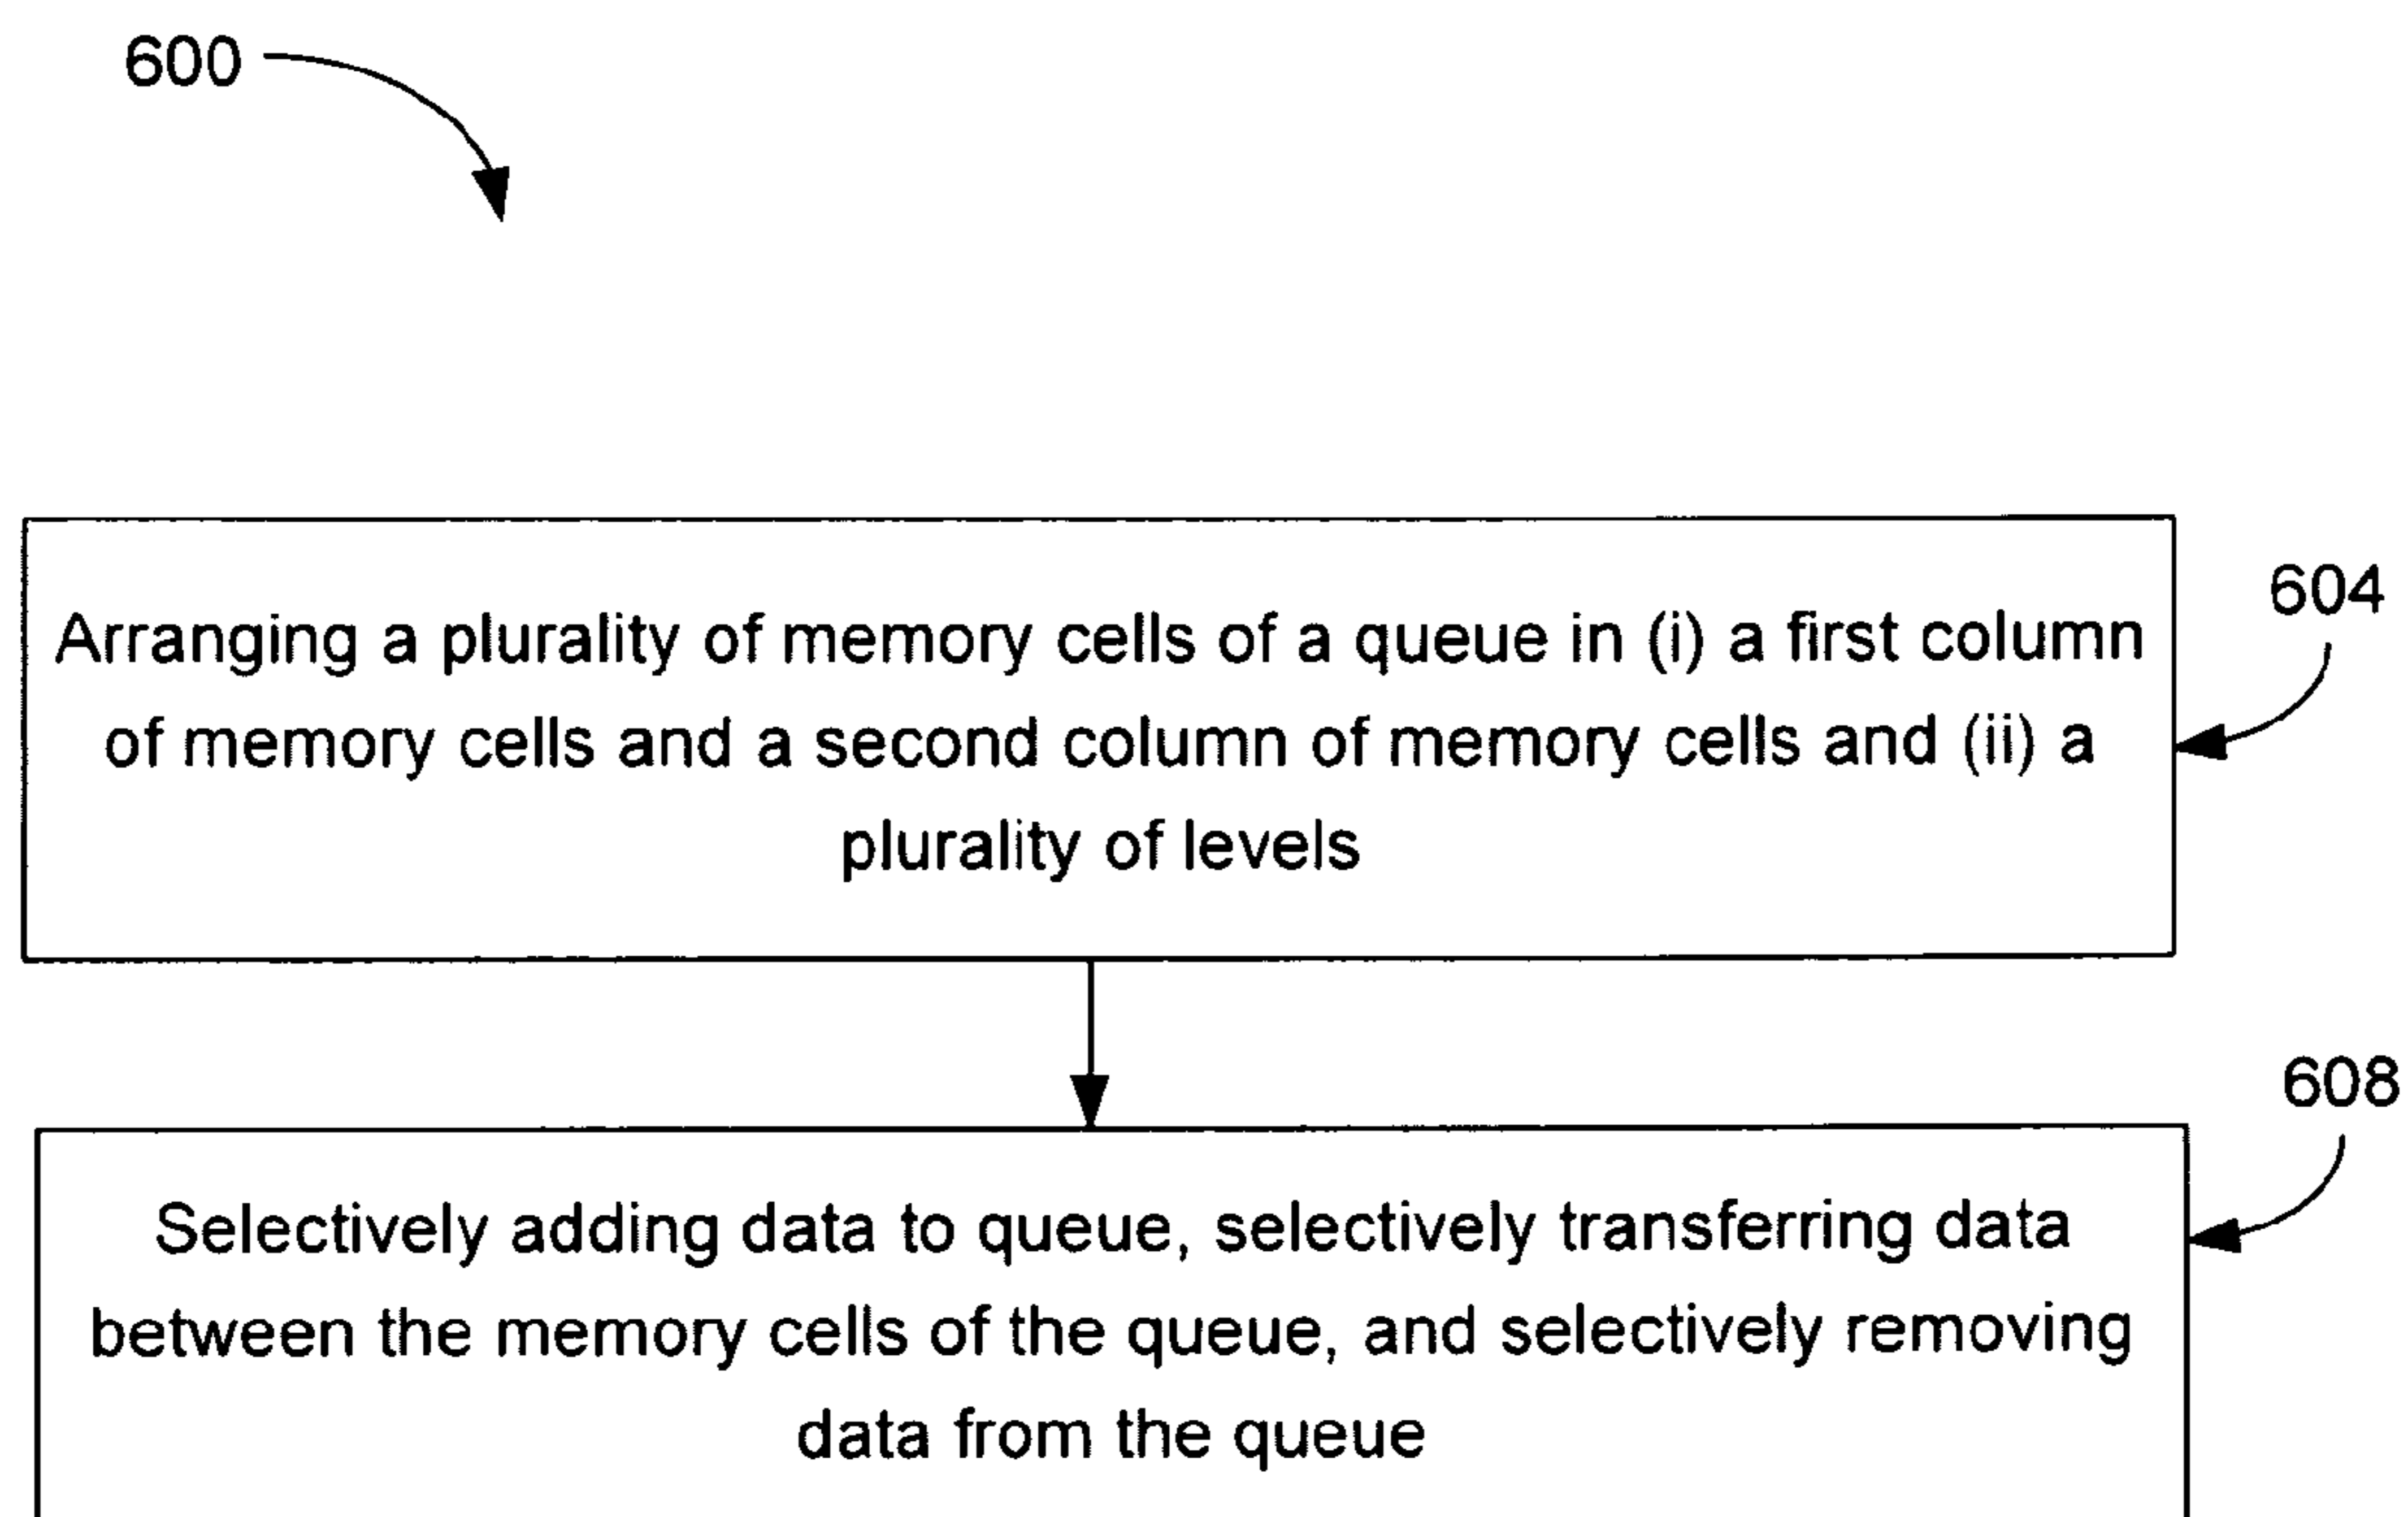 600
604
Arranging a plurality of memory cells of a queue in (i) a first column
of memory cells and a second column of memory cells and (ii) a
plurality of levels
608
Selectively adding data to queue, selectively transferring data
between the memory cells of the queue, and selectively removing
data from the queue